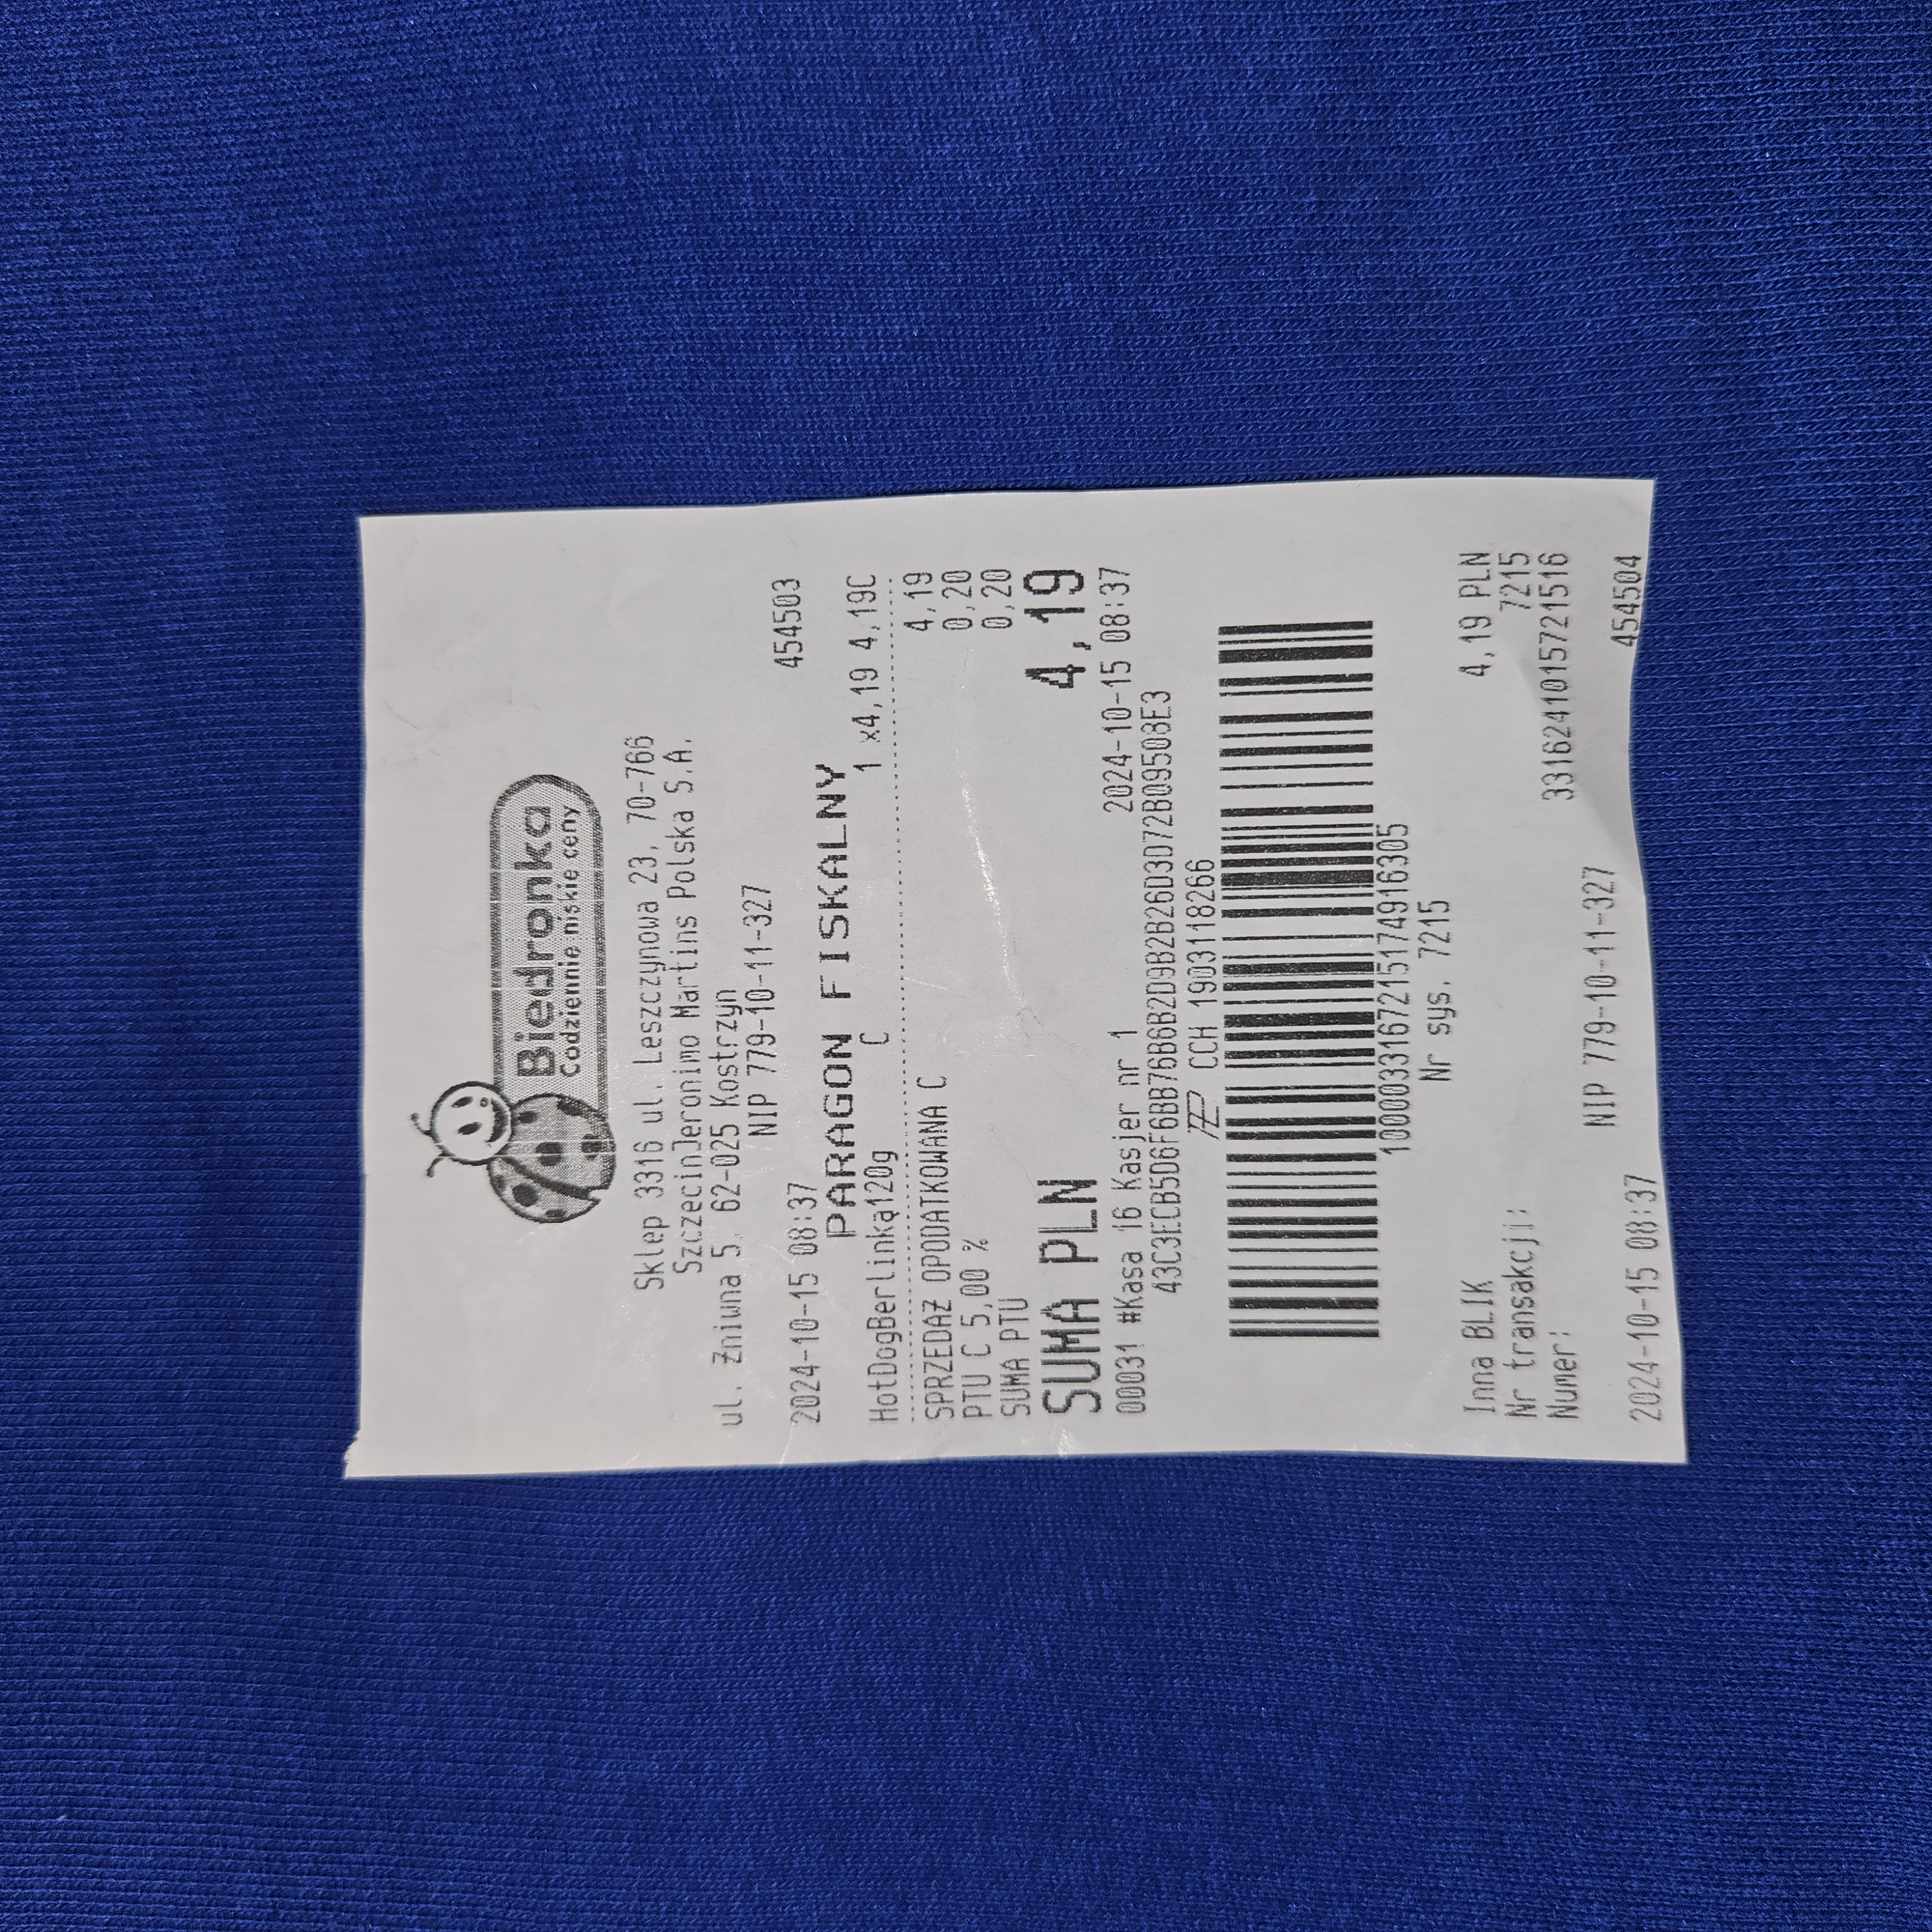 Biedronka
Codziennie niskie ceny
Sklep 3316 ul. Leszczynowa 23, 70-766
SzczecinJeronimo Martins Polska S.A.
ul. Żniwna 5, 62-025 Kostrzyn
NIP 779-10-11-327
2024-10-15 08:37 454503
PARAGON FISKALNY
HotDogBerlinką120g C 1 x4,19 4,19C
SPRZEDAŻ OPODATKOWANA C 4,19
PTU C 5,00 % 0,20
SUMA PTU 0,20
SUMA PLN 4,19
00031 #Kasa 16 Kasjer nr 1 2024-10-15 08:37
43C3ECB5D6F6BB76B6B2D9B2B26D3D72B09508E3
CCH 1903118266
1000033167215174916305
Nr sys. 7215
Inna BLIK 4,19 PLN
Nr transakcji: 7215
Numer: 3316241015721516
NIP 779-10-11-327
2024-10-15 08:37 454504